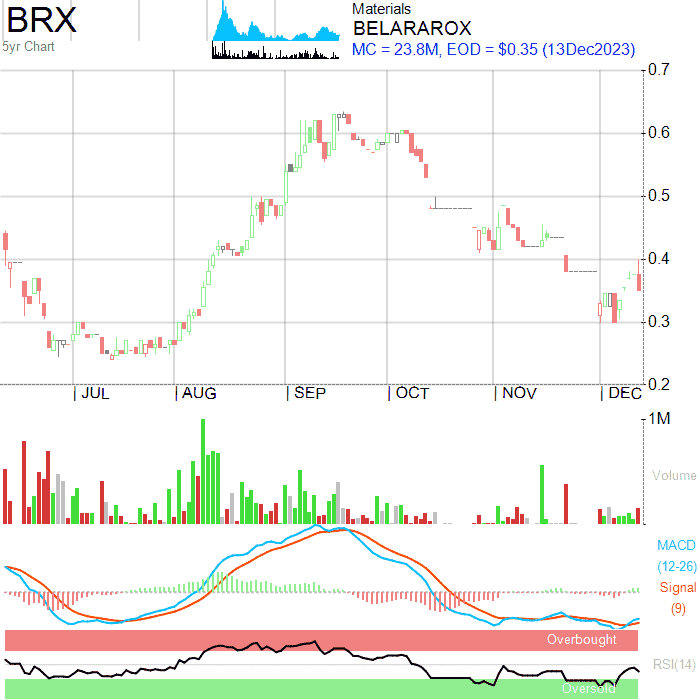 BRX
5yr Chart
Materials
BELARAROX
MC = 23.8M, EOD = $0.35 (13Dec2023)
0.7
0.6
0.5
0.4
0.3
0.2
JUL AUG SEP OCT NOV DEC
1M
Volume
MACD
(12-26)
Signal
(9)
Overbought
RSI(14)
Oversold